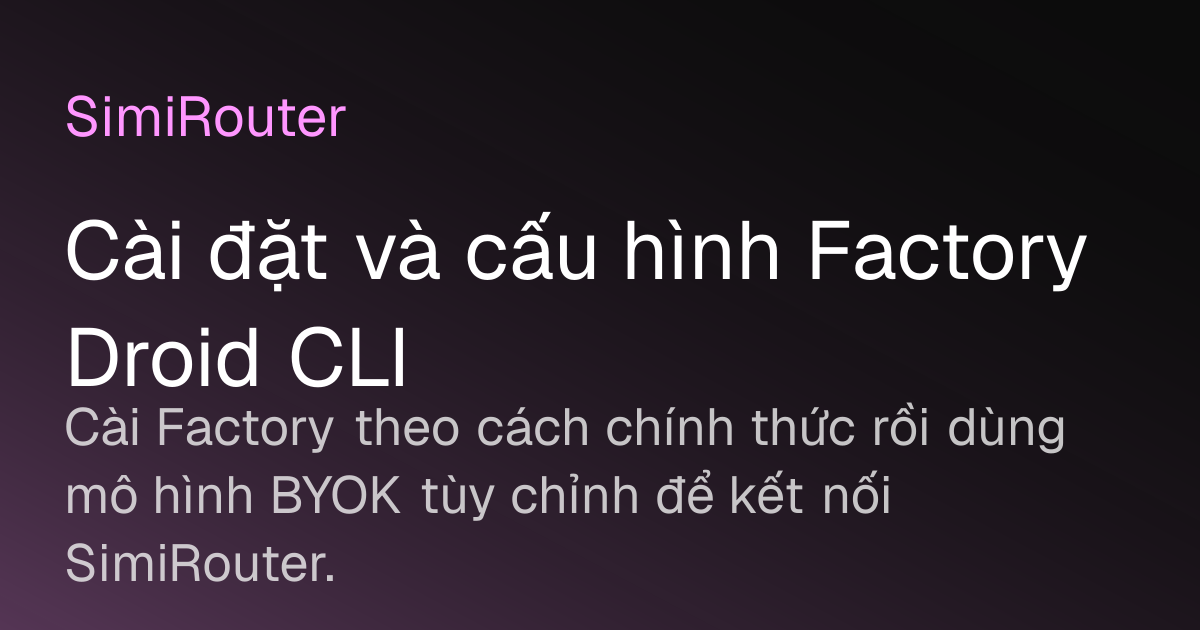 SimiRouter
Cài đặt và cấu hình Factory
Droid CLI
Cài Factory theo cách chính thức rồi dùng
mô hình BYOK tùy chỉnh để kết nối
SimiRouter.